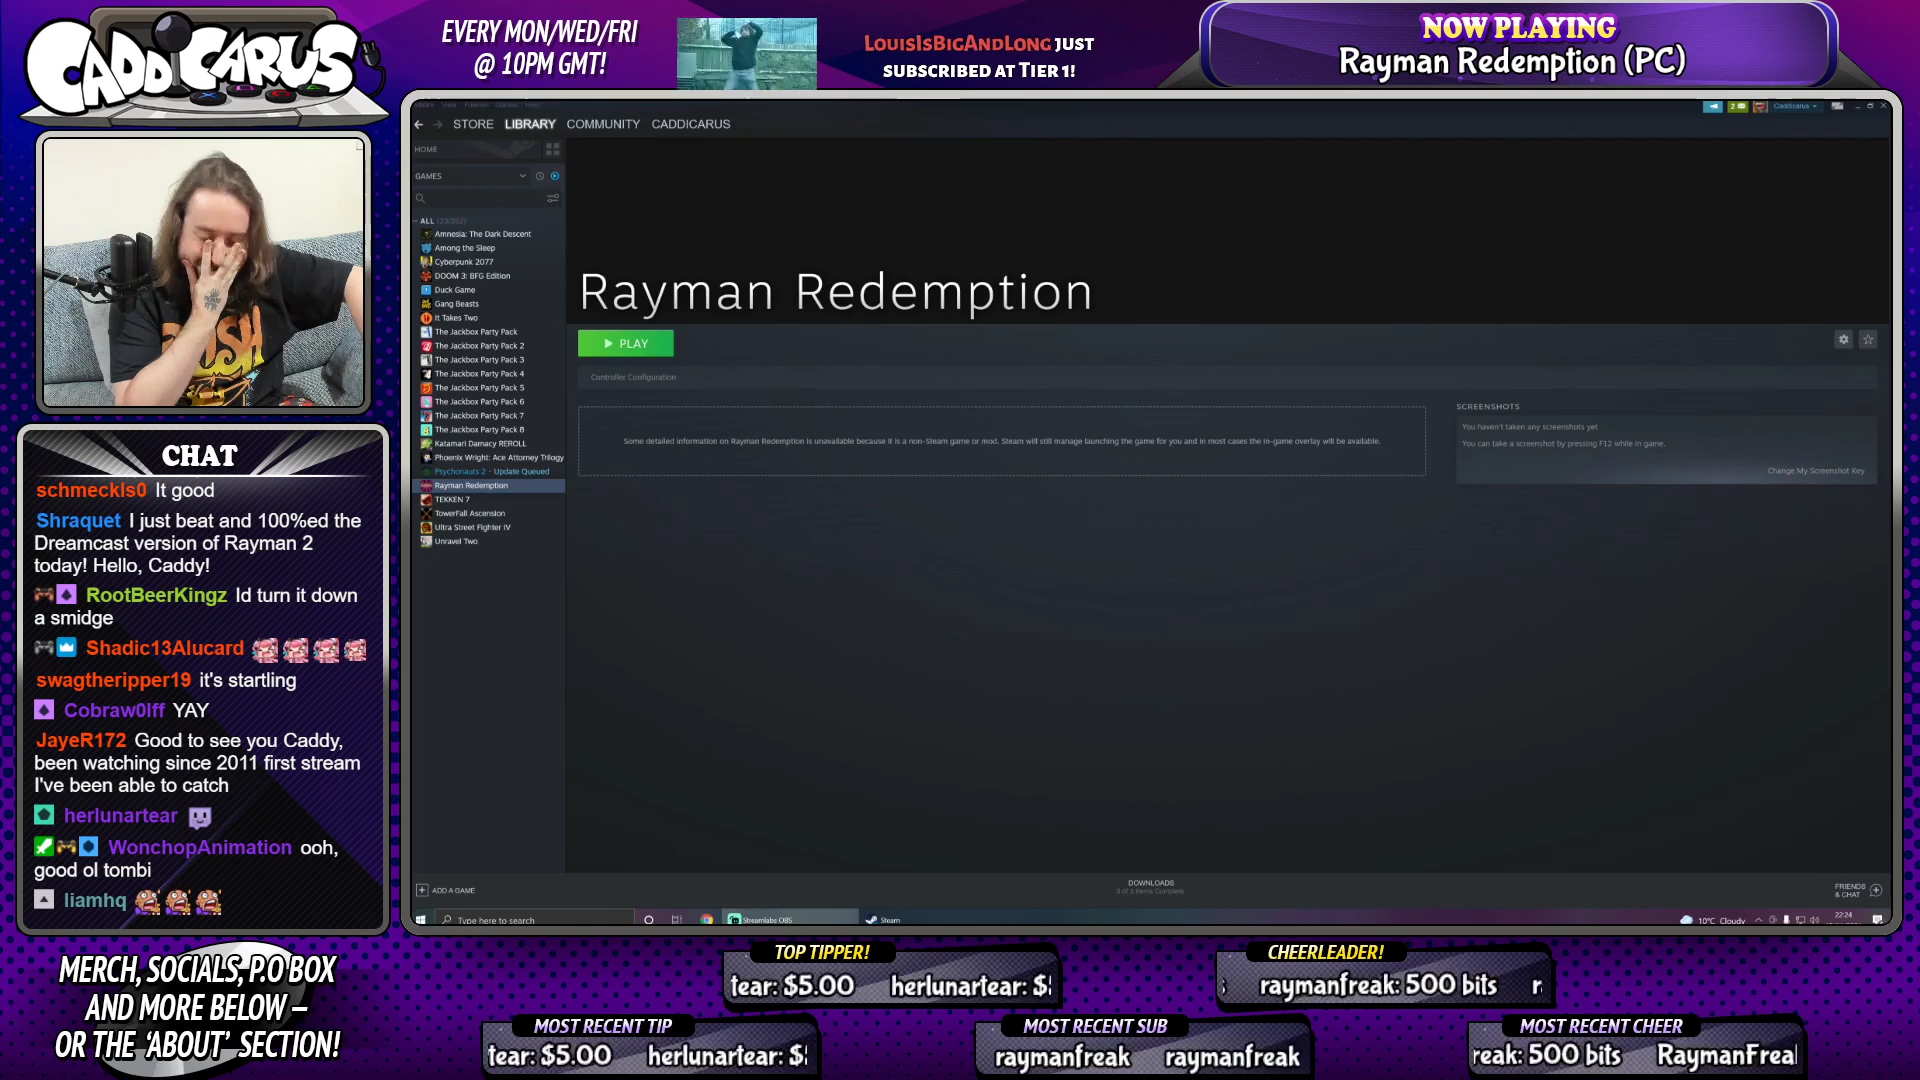 CADDICARUS
EVERY MON/WED/FRI
@ 10PM GMT!
LouisIsBigAndLong just
subscribed at Tier 1!
NOW PLAYING
Rayman Redemption (PC)
2
Caddicarus
STORE LIBRARY COMMUNITY CADDICARUS
HOME
GAMES
ALL (23/352)
Amnesia: The Dark Descent
Among the Sleep
Cyberpunk 2077
DOOM 3: BFG Edition
Duck Game
Gang Beasts
It Takes Two
The Jackbox Party Pack
The Jackbox Party Pack 2
The Jackbox Party Pack 3
The Jackbox Party Pack 4
The Jackbox Party Pack 5
The Jackbox Party Pack 6
The Jackbox Party Pack 7
The Jackbox Party Pack 8
Katamari Damacy REROLL
Phoenix Wright: Ace Attorney Trilogy
Psychonauts 2 - Update Queued
Rayman Redemption
TEKKEN 7
TowerFall Ascension
Ultra Street Fighter IV
Unravel Two
Rayman Redemption
PLAY
Controller Configuration
Some detailed information on Rayman Redemption is unavailable because it is a non-Steam game or mod. Steam will still manage launching the game for you and in most cases the in-game overlay will be available.
SCREENSHOTS
You haven't taken any screenshots yet
You can take a screenshot by pressing F12 while in game.
Change My Screenshot Key
ADD A GAME
DOWNLOADS
3 of 3 Items Complete
FRIENDS
& CHAT
Type here to search
Streamlabs OBS
Steam
10°C Cloudy
22:24
CHAT
schmeckls0 It good
Shraquet I just beat and 100%ed the
Dreamcast version of Rayman 2
today! Hello, Caddy!
RootBeerKingz Id turn it down
a smidge
Shadic13Alucard
swagtheripper19 it's startling
Cobraw0lff YAY
JayeR172 Good to see you Caddy,
been watching since 2011 first stream
I've been able to catch
herlunartear
WonchopAnimation ooh,
good ol tombi
liamhq
MERCH, SOCIALS, P.O BOX
AND MORE BELOW –
OR THE 'ABOUT' SECTION!
TOP TIPPER!
tear: $5.00 herlunartear: $
CHEERLEADER!
raymanfreak: 500 bits r
MOST RECENT TIP
tear: $5.00 herlunartear: $
MOST RECENT SUB
raymanfreak raymanfreak
MOST RECENT CHEER
reak: 500 bits RaymanFrea